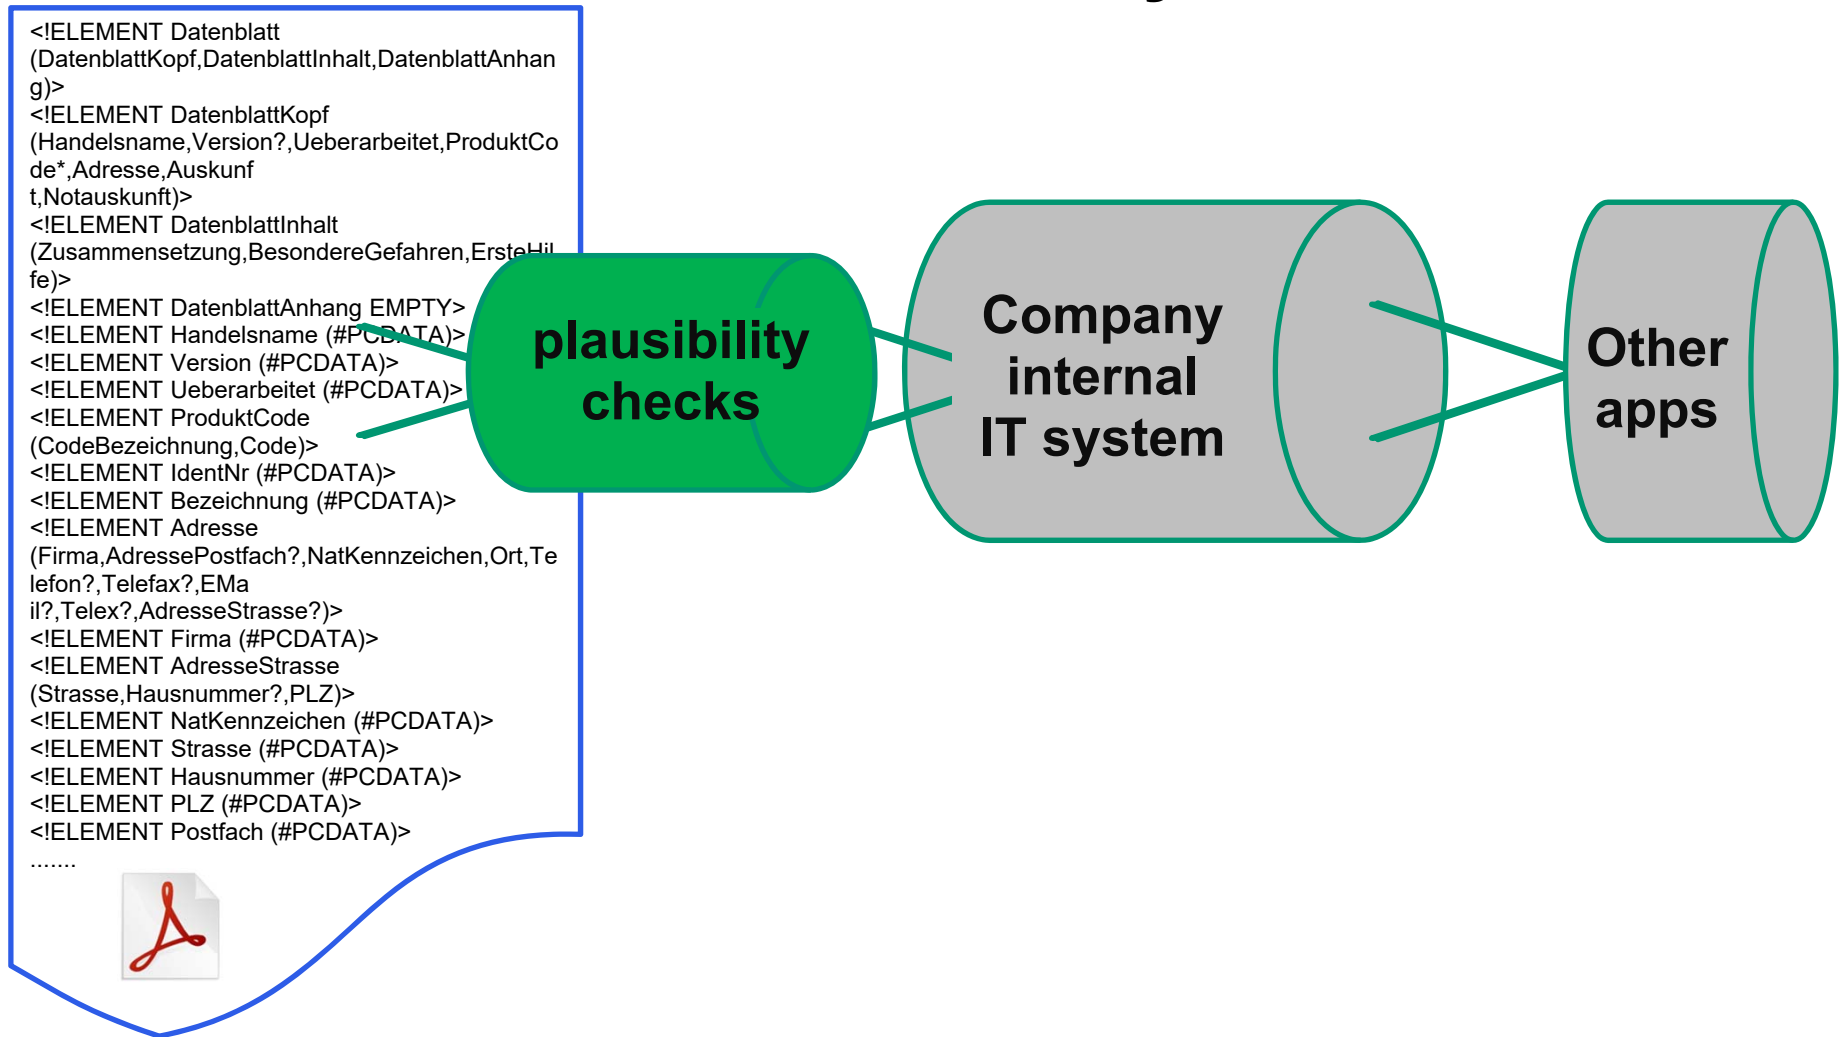 <!ELEMENT Datenblatt
(DatenblattKopf,DatenblattInhalt,DatenblattAnhan
g)>
<!ELEMENT DatenblattKopf
(Handelsname,Version?,Ueberarbeitet,ProduktCo
de*,Adresse,Auskunf
t,Notauskunft)>
<!ELEMENT DatenblattInhalt
(Zusammensetzung,BesondereGefahren,ErsteHil
fe)>
<!ELEMENT DatenblattAnhang EMPTY>
<!ELEMENT Handelsname (#PCDATA)>
<!ELEMENT Version (#PCDATA)>
<!ELEMENT Ueberarbeitet (#PCDATA)>
<!ELEMENT ProduktCode
(CodeBezeichnung,Code)>
<!ELEMENT IdentNr (#PCDATA)>
<!ELEMENT Bezeichnung (#PCDATA)>
<!ELEMENT Adresse
(Firma,AdressePostfach?,NatKennzeichen,Ort,Te
lefon?,Telefax?,EMa
il?,Telex?,AdresseStrasse?)>
<!ELEMENT Firma (#PCDATA)>
<!ELEMENT AdresseStrasse
(Strasse,Hausnummer?,PLZ)>
<!ELEMENT NatKennzeichen (#PCDATA)>
<!ELEMENT Strasse (#PCDATA)>
<!ELEMENT Hausnummer (#PCDATA)>
<!ELEMENT PLZ (#PCDATA)>
<!ELEMENT Postfach (#PCDATA)>
.......
plausibility
checks
Company
internal
IT system
Other
apps